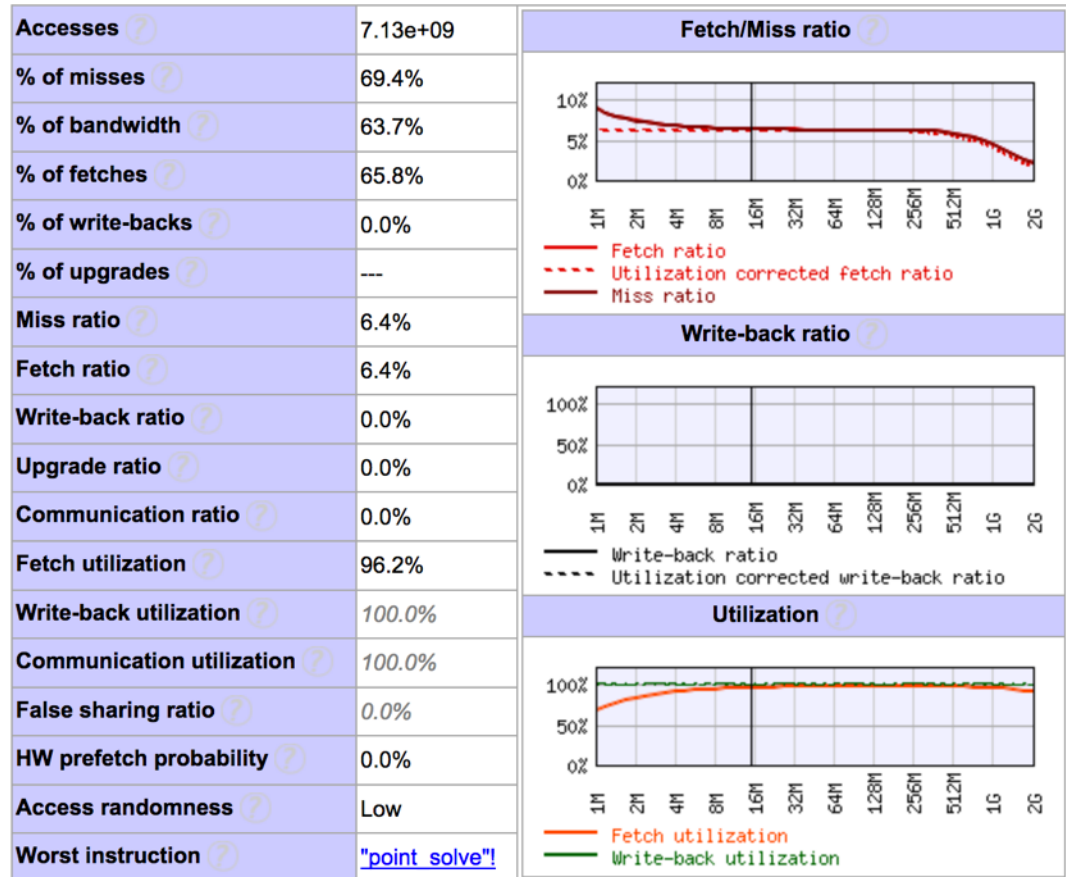 Accesses ? 7.13e+09
% of misses ? 69.4%
% of bandwidth ? 63.7%
% of fetches ? 65.8%
% of write-backs ? 0.0%
% of upgrades ? ---
Miss ratio ? 6.4%
Fetch ratio ? 6.4%
Write-back ratio ? 0.0%
Upgrade ratio ? 0.0%
Communication ratio ? 0.0%
Fetch utilization ? 96.2%
Write-back utilization ? 100.0%
Communication utilization ? 100.0%
False sharing ratio ? 0.0%
HW prefetch probability ? 0.0%
Access randomness ? Low
Worst instruction ? "point_solve"!
Fetch/Miss ratio ?
10%
5%
0%
1M 2M 4M 8M 16M 32M 64M 128M 256M 512M 1G 2G
Fetch ratio
Utilization corrected fetch ratio
Miss ratio
Write-back ratio ?
100%
50%
0%
1M 2M 4M 8M 16M 32M 64M 128M 256M 512M 1G 2G
Write-back ratio
Utilization corrected write-back ratio
Utilization ?
100%
50%
0%
1M 2M 4M 8M 16M 32M 64M 128M 256M 512M 1G 2G
Fetch utilization
Write-back utilization